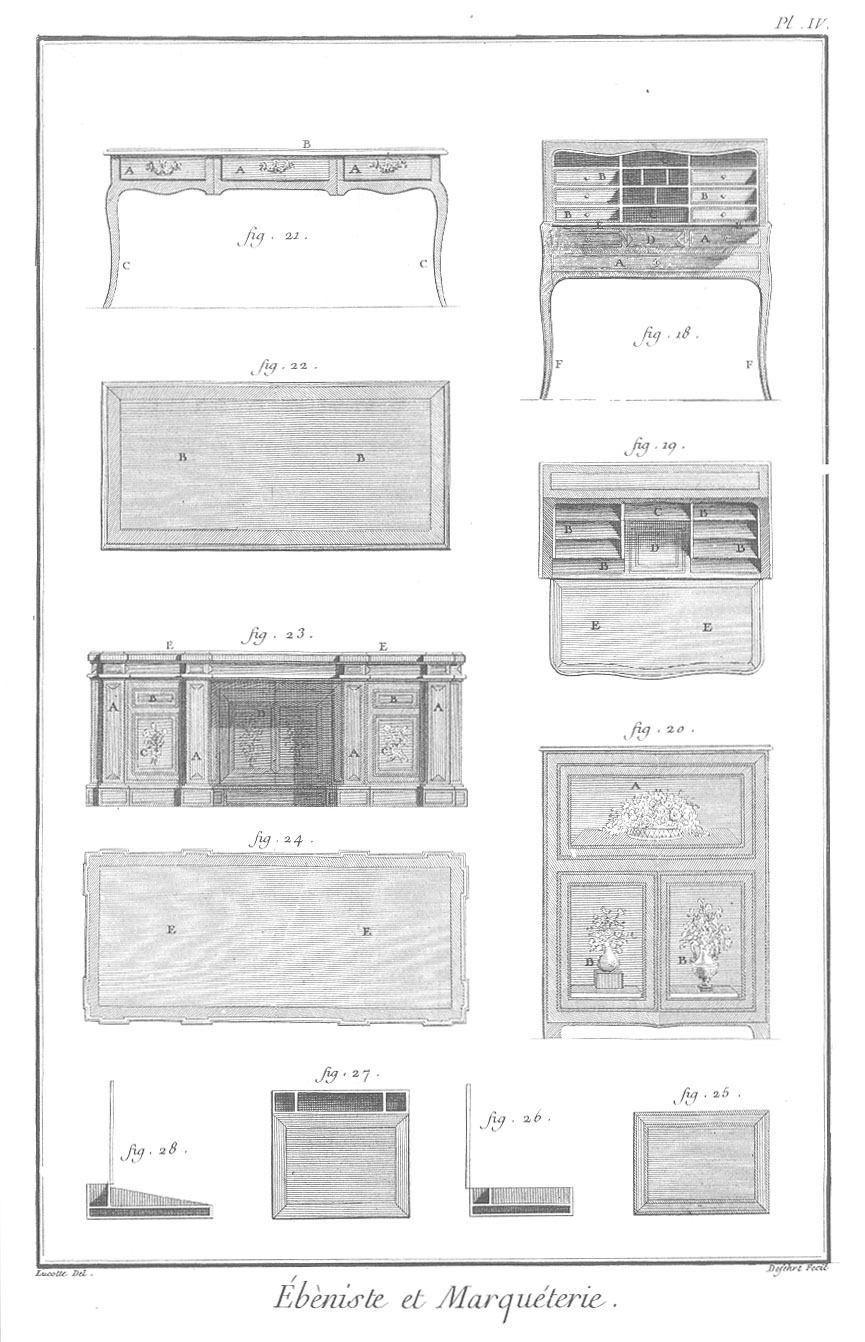 Pl. IV.
B
A A A
fig. 21.
C C
C
B
B
B C
E E
D A
A
fig. 18.
F F
fig. 22.
B B
fig. 19.
C B
B
D B
B
E E
fig. 23.
E E
A B B A
D
C A A C
fig. 20.
A
B B
fig. 24.
E E
fig. 28.
fig. 27.
fig. 26.
fig. 25.
Lucotte Del.
Defehrt Fecit
Ébèniste et Marquéterie.